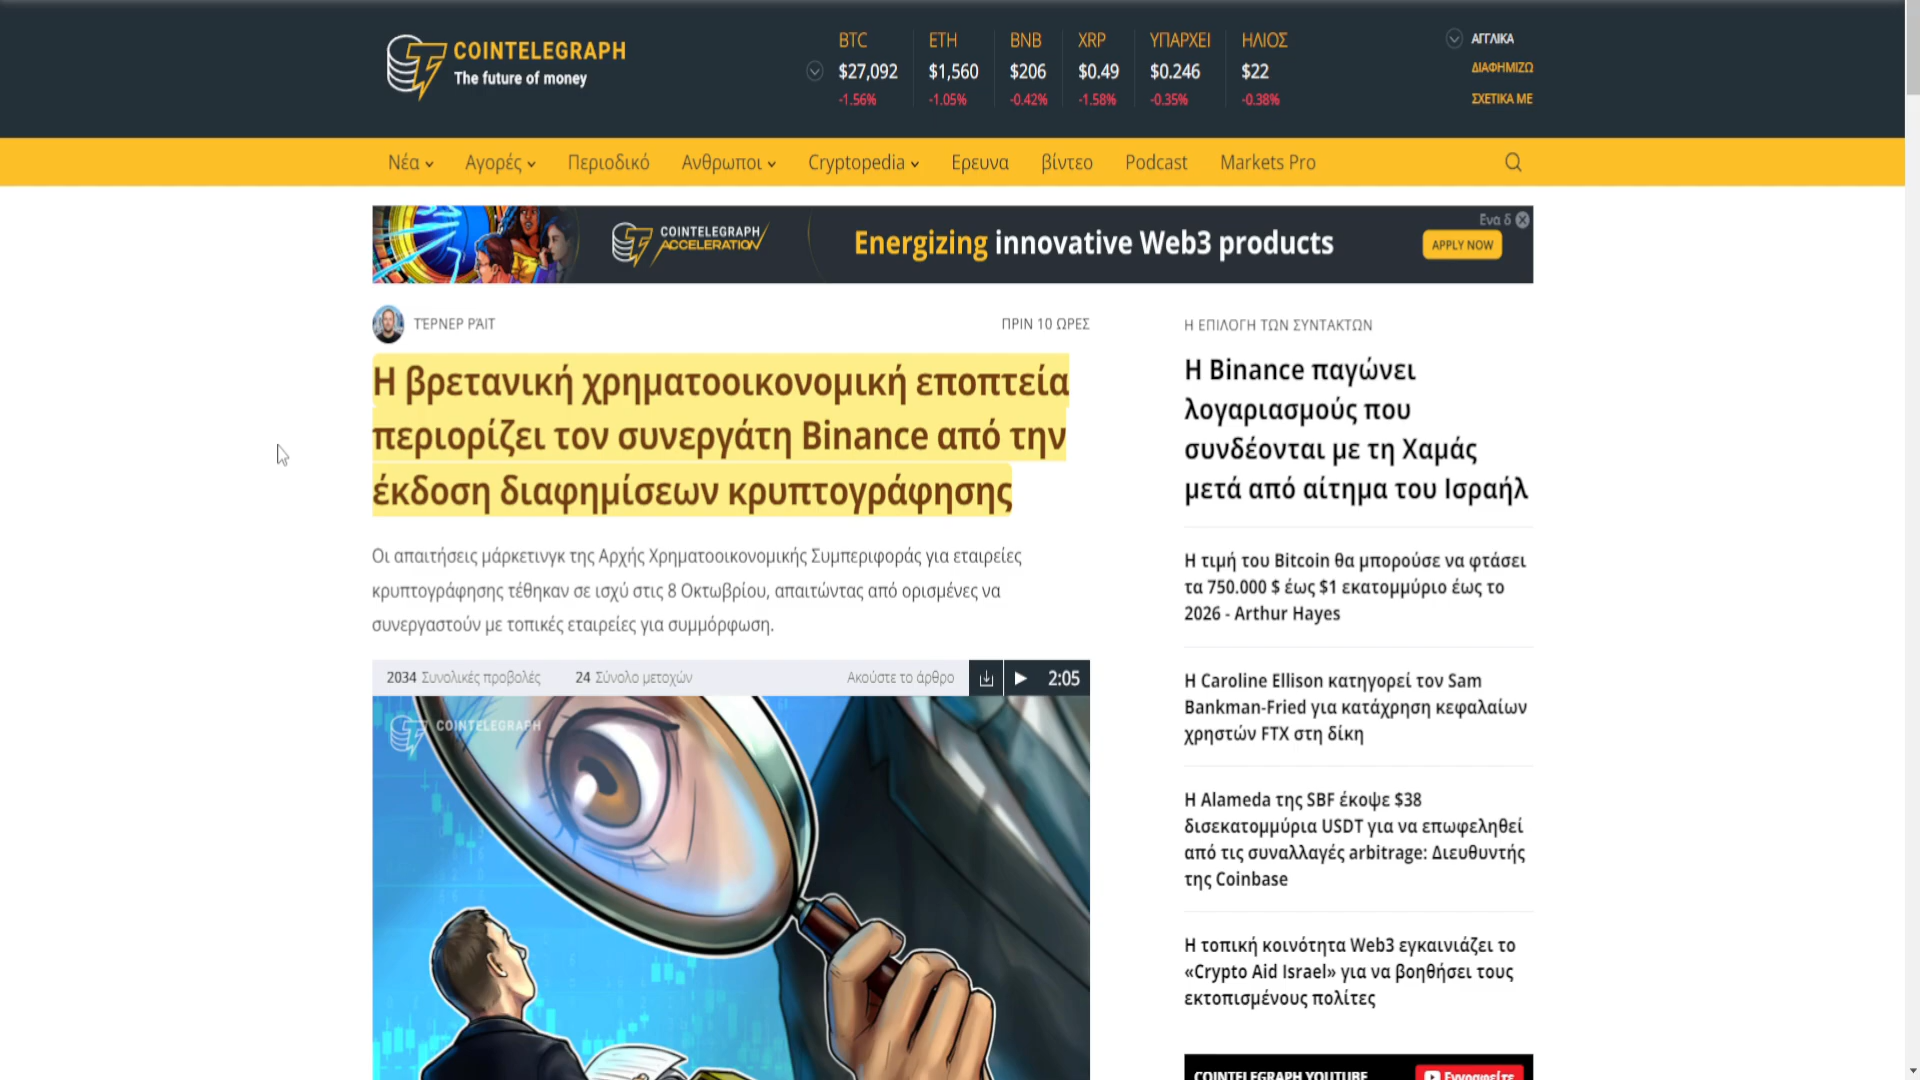 COINTELEGRAPH
The future of money
BTC
$27,092
-1.56%
ETH
$1,560
-1.05%
BNB
$206
-0.42%
XRP
$0.49
-1.58%
ΥΠΑΡΧΕΙ
$0.246
-0.35%
ΗΛΙΟΣ
$22
-0.38%
ΑΓΓΛΙΚΑ
ΔΙΑΦΗΜΙΖΩ
ΣΧΕΤΙΚΑ ΜΕ
Νέα Αγορές Περιοδικό Ανθρωποι Cryptopedia Ερευνα βίντεο Podcast Markets Pro
COINTELEGRAPH
ACCELERATION
Energizing innovative Web3 products
Ενα δ
APPLY NOW
ΤΈΡΝΕΡ ΡΆΙΤ
ΠΡΙΝ 10 ΩΡΕΣ
Η βρετανική χρηματοοικονομική εποπτεία
περιορίζει τον συνεργάτη Binance από την
έκδοση διαφημίσεων κρυπτογράφησης
Οι απαιτήσεις μάρκετινγκ της Αρχής Χρηματοοικονομικής Συμπεριφοράς για εταιρείες
κρυπτογράφησης τέθηκαν σε ισχύ στις 8 Οκτωβρίου, απαιτώντας από ορισμένες να
συνεργαστούν με τοπικές εταιρείες για συμμόρφωση.
2034 Συνολικές προβολές
24 Σύνολο μετοχών
Ακούστε το άρθρο
2:05
COINTELEGRAPH
Η ΕΠΙΛΟΓΗ ΤΩΝ ΣΥΝΤΑΚΤΩΝ
Η Binance παγώνει
λογαριασμούς που
συνδέονται με τη Χαμάς
μετά από αίτημα του Ισραήλ
Η τιμή του Bitcoin θα μπορούσε να φτάσει
τα 750.000 $ έως $1 εκατομμύριο έως το
2026 - Arthur Hayes
Η Caroline Ellison κατηγορεί τον Sam
Bankman-Fried για κατάχρηση κεφαλαίων
χρηστών FTX στη δίκη
Η Alameda της SBF έκοψε $38
δισεκατομμύρια USDT για να επωφεληθεί
από τις συναλλαγές arbitrage: Διευθυντής
της Coinbase
Η τοπική κοινότητα Web3 εγκαινιάζει το
«Crypto Aid Israel» για να βοηθήσει τους
εκτοπισμένους πολίτες
COINTELEGRAPH YOUTUBE
Εγγραφείτε